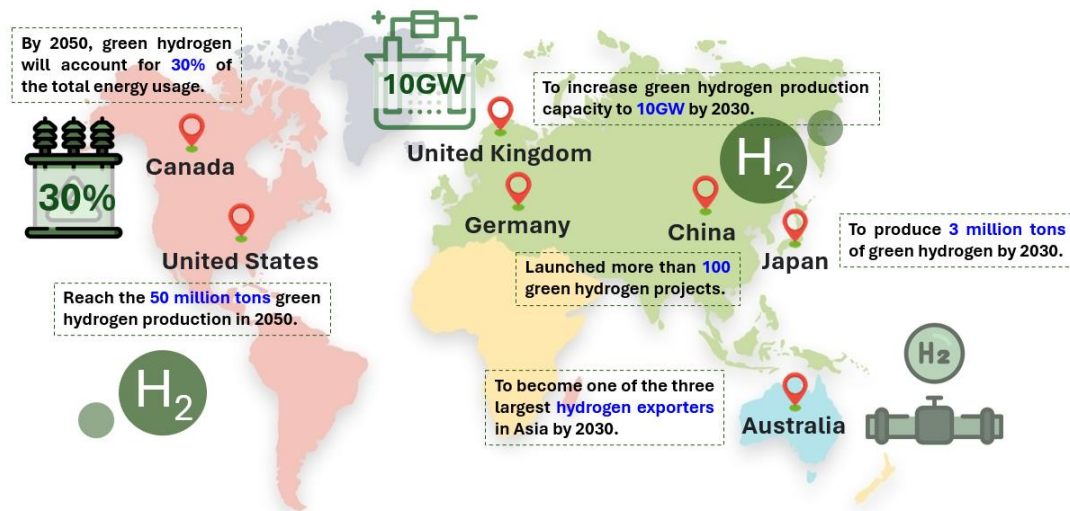 By 2050, green hydrogen
will account for 30% of
the total energy usage.
10GW
To increase green hydrogen production
capacity to 10GW by 2030.
United Kingdom
H2
Canada
30%
Germany
China
Japan
To produce 3 million tons
of green hydrogen by 2030.
United States
Launched more than 100
green hydrogen projects.
Reach the 50 million tons green
hydrogen production in 2050.
H2
H2
To become one of the three
largest hydrogen exporters
in Asia by 2030.
Australia